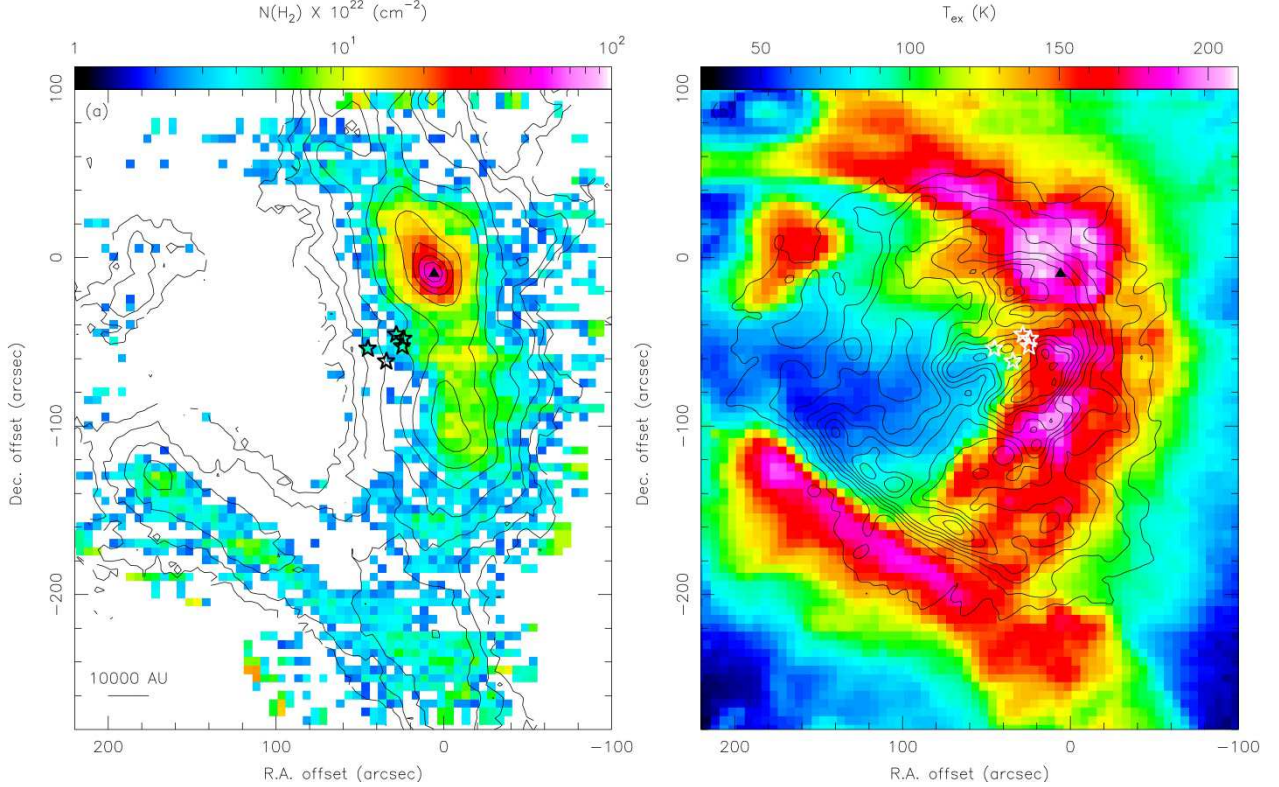 N(H2) X 10^22 (cm^-2)
1 10^1 10^2
(a)
100
0
-100
-200
Dec. offset (arcsec)
10000 AU
200 100 0 -100
R.A. offset (arcsec)
T_ex (K)
50 100 150 200
100
0
-100
-200
Dec. offset (arcsec)
200 100 0 -100
R.A. offset (arcsec)